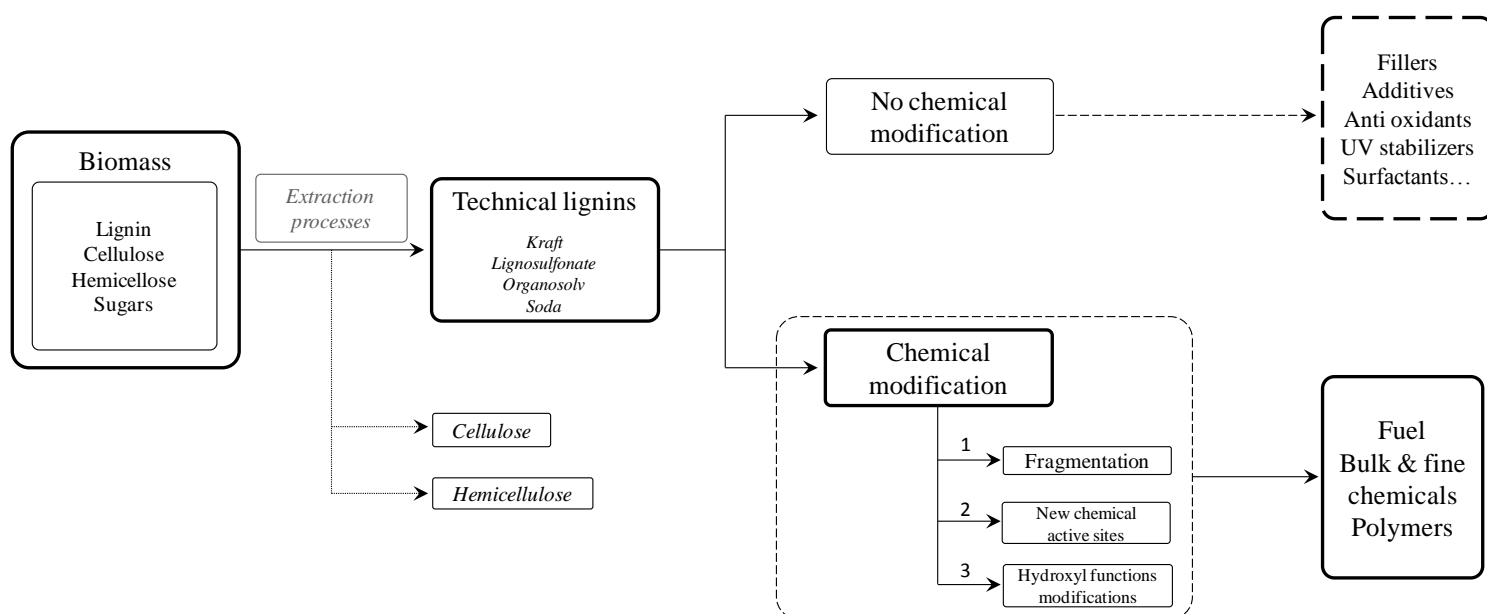 Biomass
Lignin
Cellulose
Hemicellose
Sugars
Extraction
processes
Technical lignins
Kraft
Lignosulfonate
Organosolv
Soda
Cellulose
Hemicellulose
No chemical
modification
Fillers
Additives
Anti oxidants
UV stabilizers
Surfactants…
Chemical
modification
1
Fragmentation
2
New chemical
active sites
3
Hydroxyl functions
modifications
Fuel
Bulk & fine
chemicals
Polymers